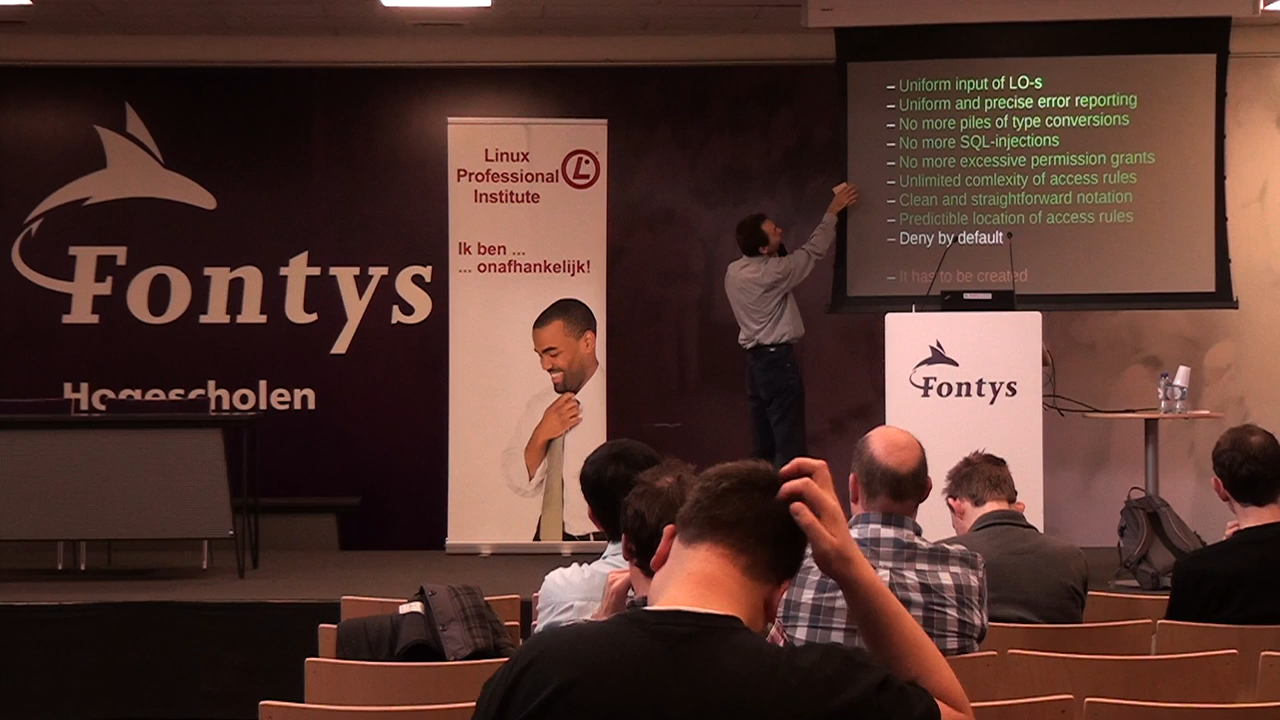 Fontys
Hogescholen
Linux
Professional
Institute
Ik ben ...
... onafhankelijk!
– Uniform input of LO-s
– Uniform and precise error reporting
– No more piles of type conversions
– No more SQL-injections
– No more excessive permission grants
– Unlimited comlexity of access rules
– Clean and straightforward notation
– Predictible location of access rules
– Deny by default
– It has to be created
Fontys